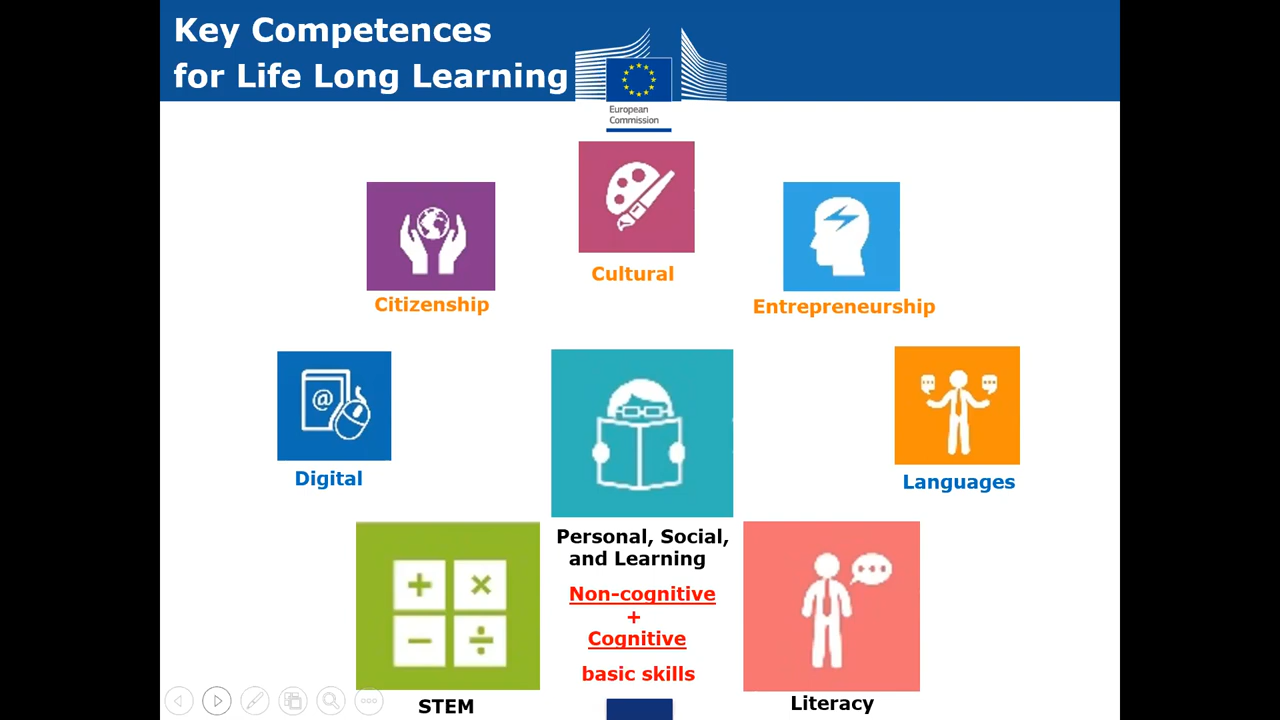 Key Competences
for Life Long Learning
European
Commission
Cultural
Citizenship
Entrepreneurship
@
Digital
Languages
Personal, Social,
and Learning
Non-cognitive
+
Cognitive
basic skills
+ ×
− ÷
STEM
Literacy